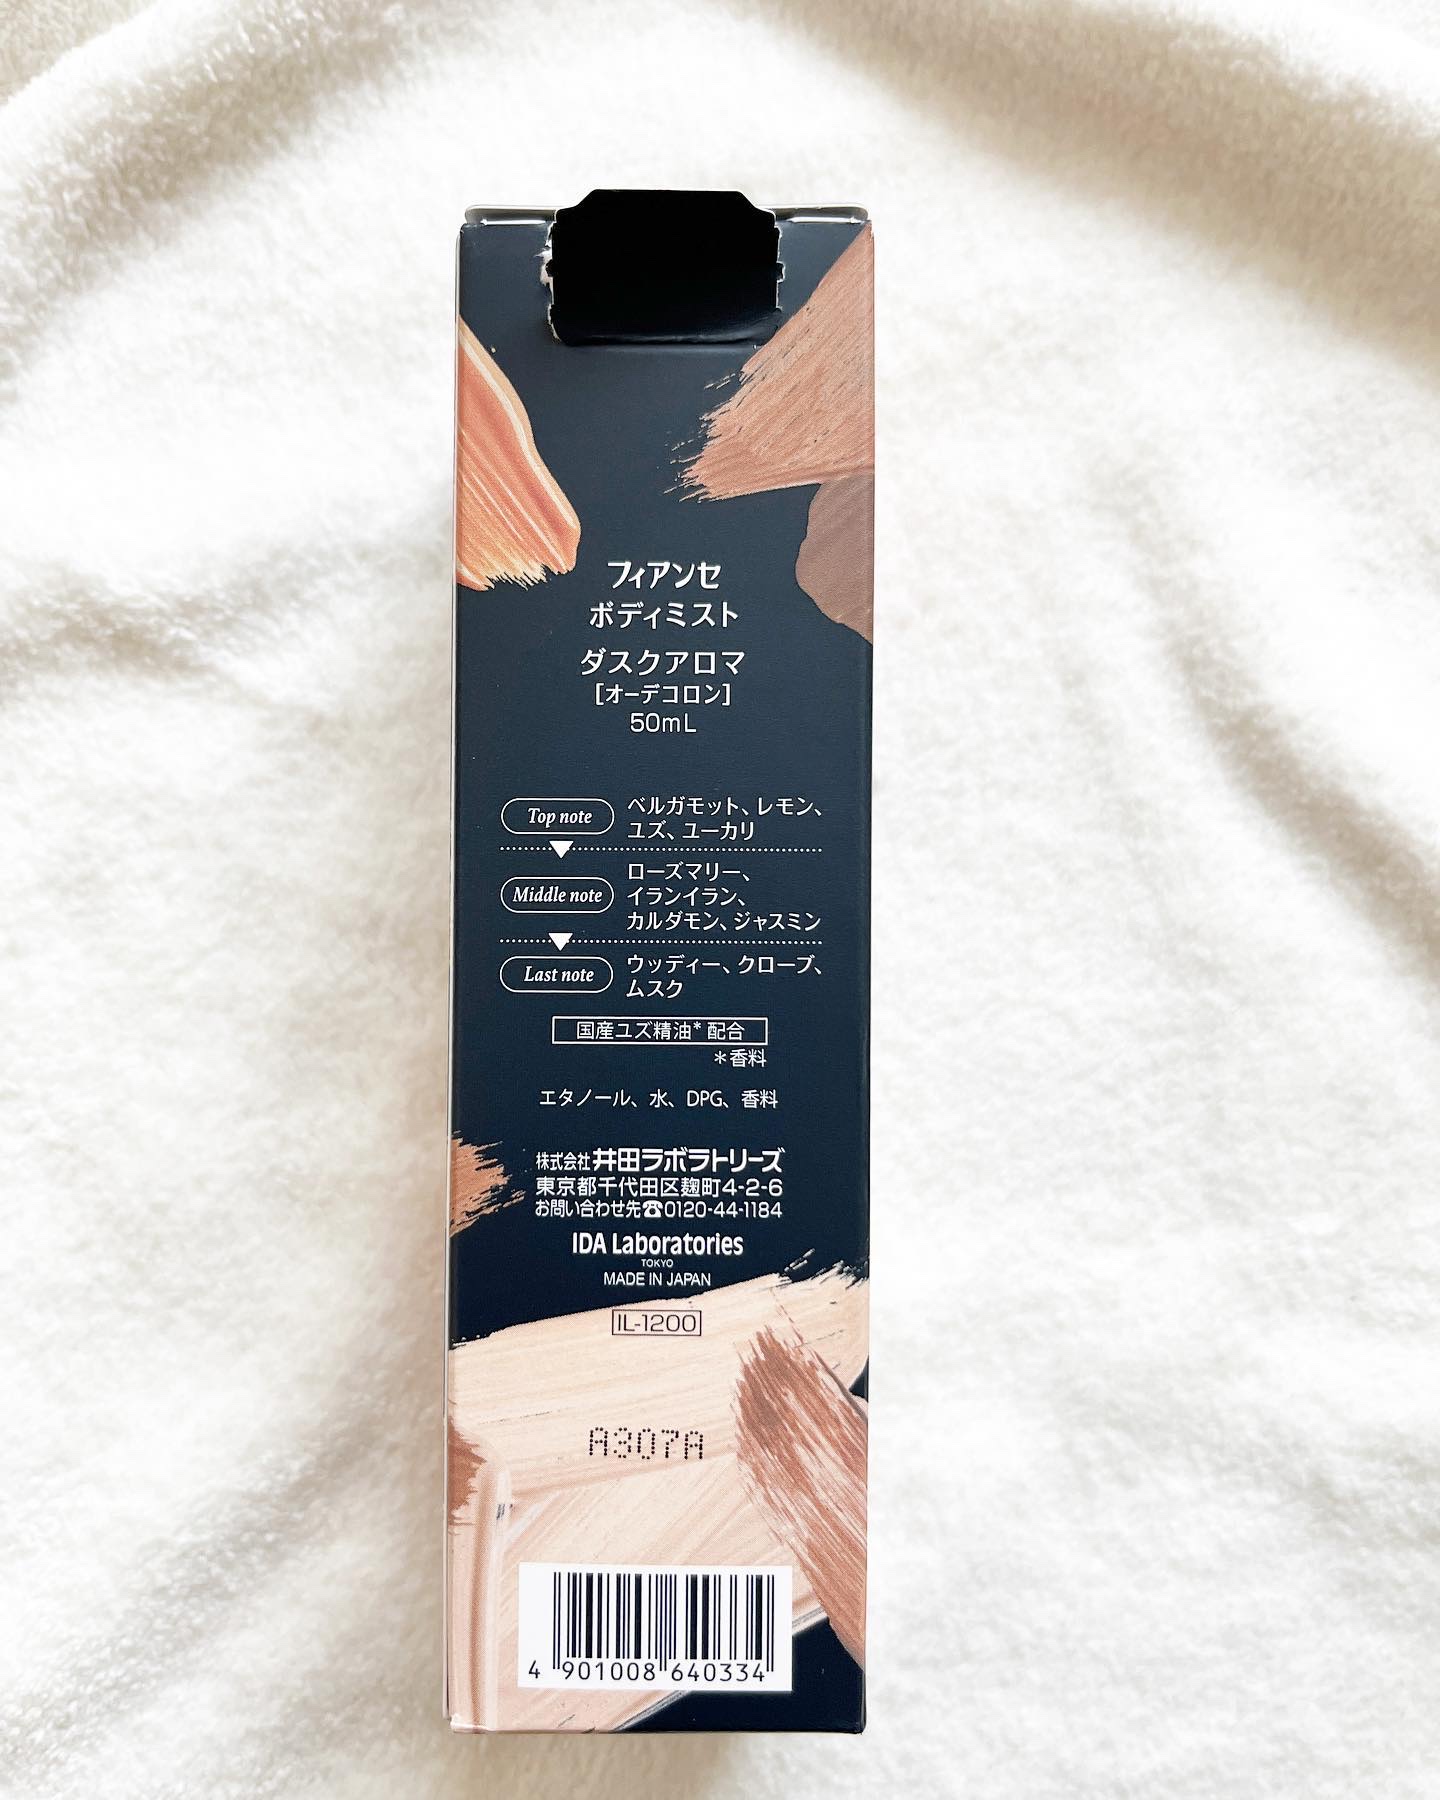 フィアンセ
ボディミスト
ダスクアロマ
[オーデコロン]
50mL
Top note
ベルガモット、レモン、
ユズ、ユーカリ
Middle note
ローズマリー、
イランイラン、
カルダモン、ジャスミン
Last note
ウッディー、クローブ、
ムスク
国産ユズ精油* 配合
＊香料
エタノール、水、DPG、香料
株式会社井田ラボラトリーズ
東京都千代田区麹町4-2-6
お問い合わせ先☎0120-44-1184
IDA Laboratories
TOKYO
MADE IN JAPAN
IL-1200
A307A
4 901008 640334